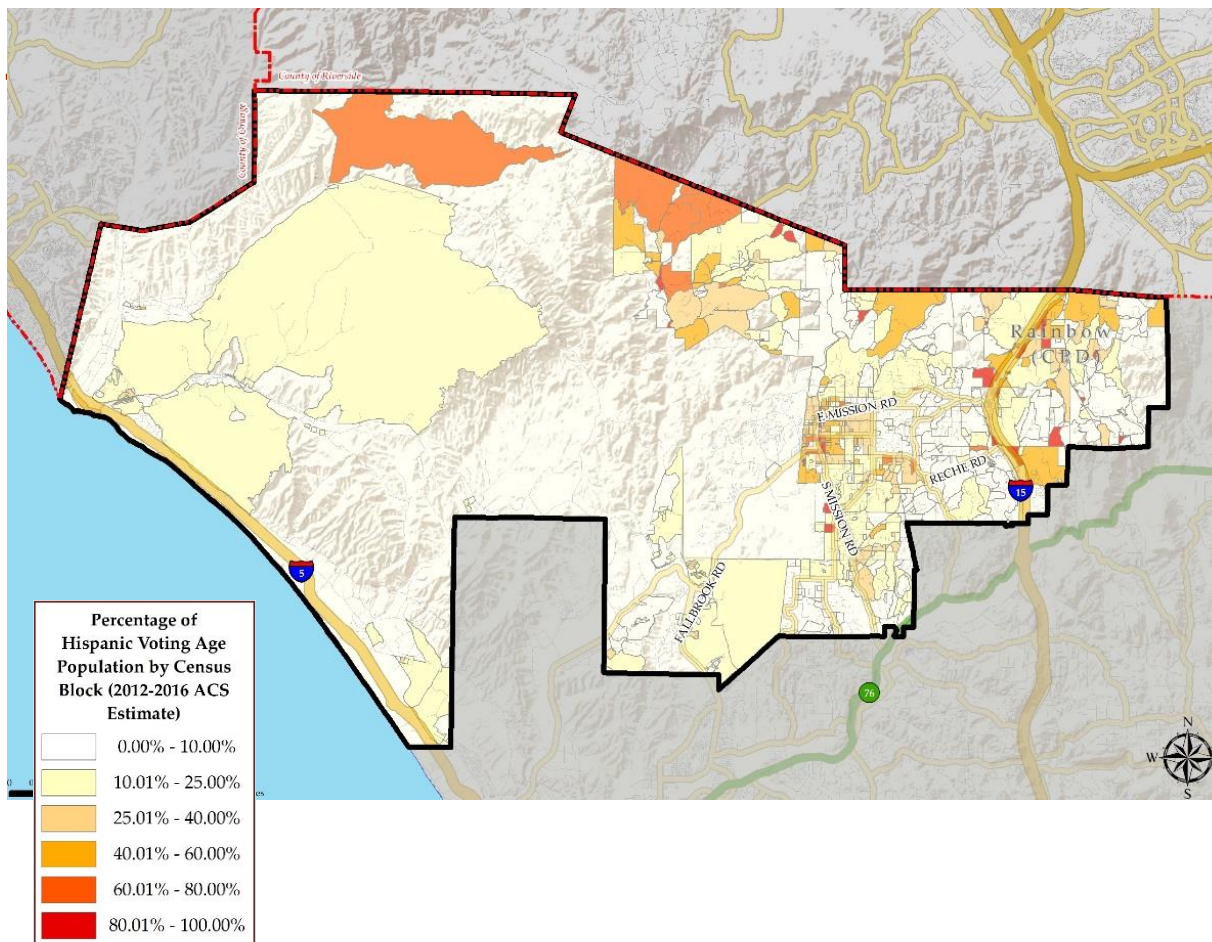 County of Riverside
County of Orange
Rainbow
(CPD)
E MISSION RD
RECHE RD
15
S MISSION RD
FALLBROOK RD
5
76
N
W
S
Percentage of
Hispanic Voting Age
Population by Census
Block (2012-2016 ACS
Estimate)
0.00% - 10.00%
10.01% - 25.00%
25.01% - 40.00%
40.01% - 60.00%
60.01% - 80.00%
80.01% - 100.00%
0